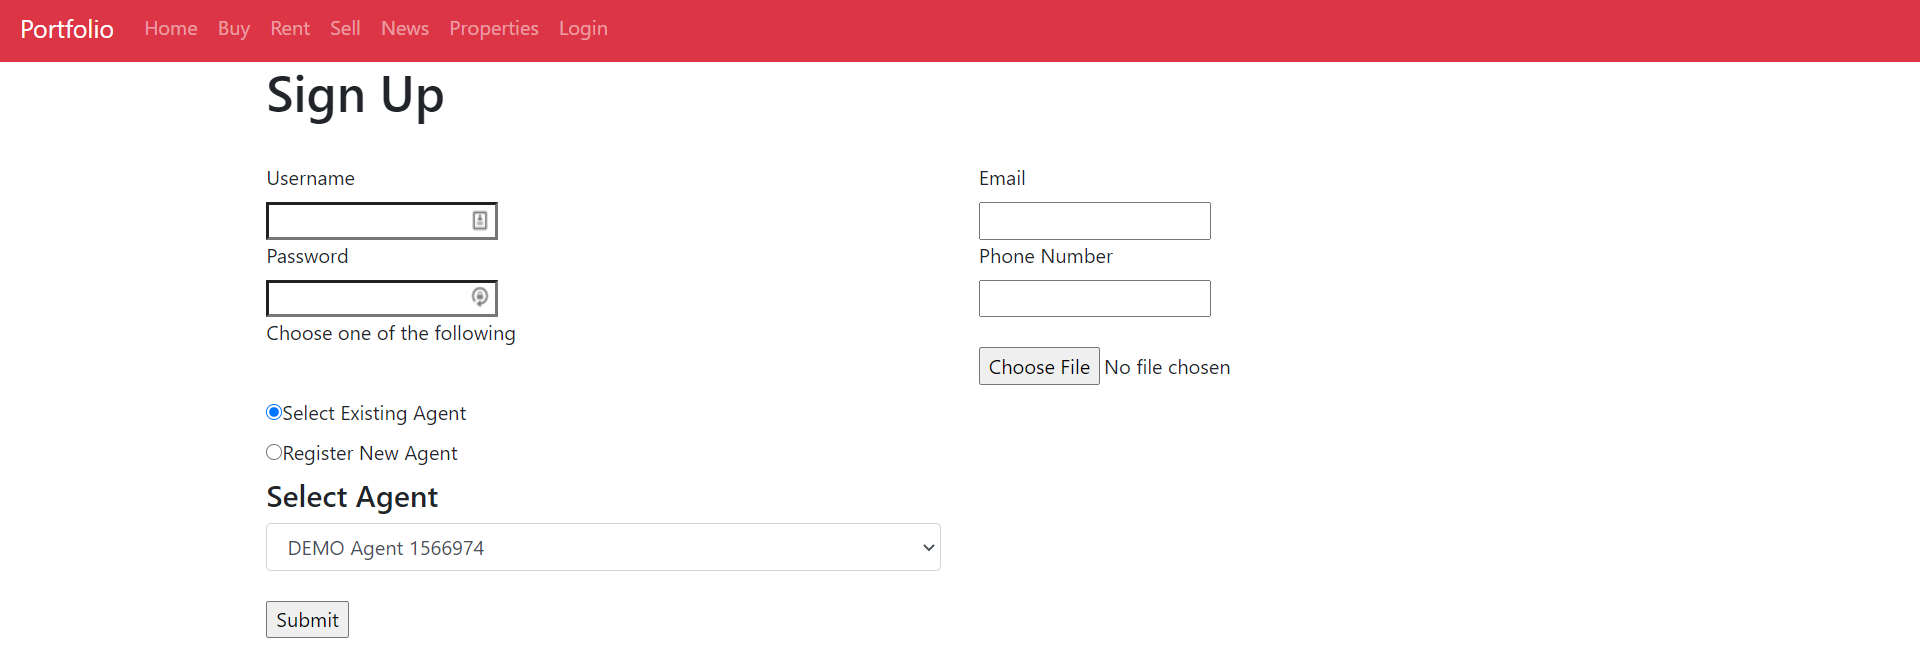 Portfolio Home Buy Rent Sell News Properties Login
Sign Up
Username
Email
Password
Phone Number
Choose one of the following
Choose File No file chosen
Select Existing Agent
Register New Agent
Select Agent
DEMO Agent 1566974
Submit